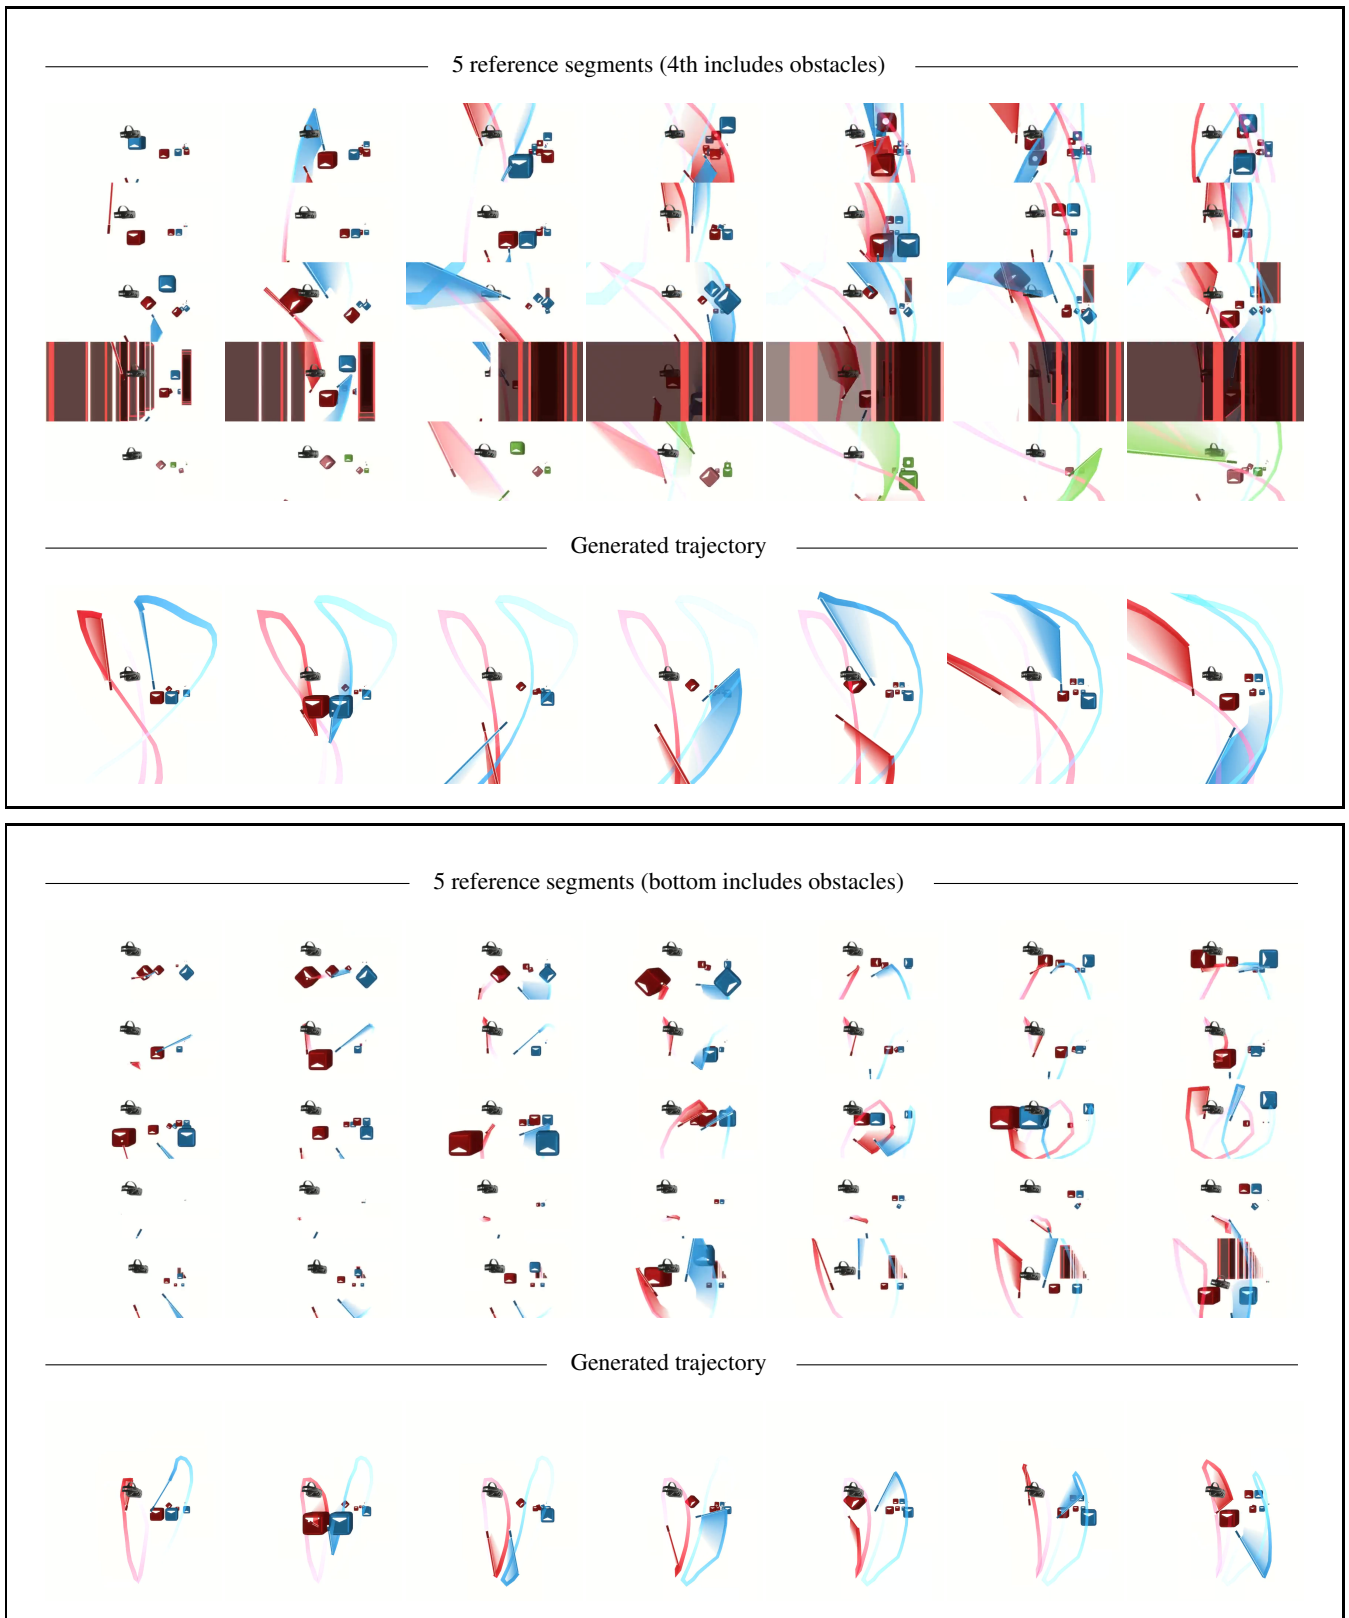 5 reference segments (4th includes obstacles)
Generated trajectory
5 reference segments (bottom includes obstacles)
Generated trajectory